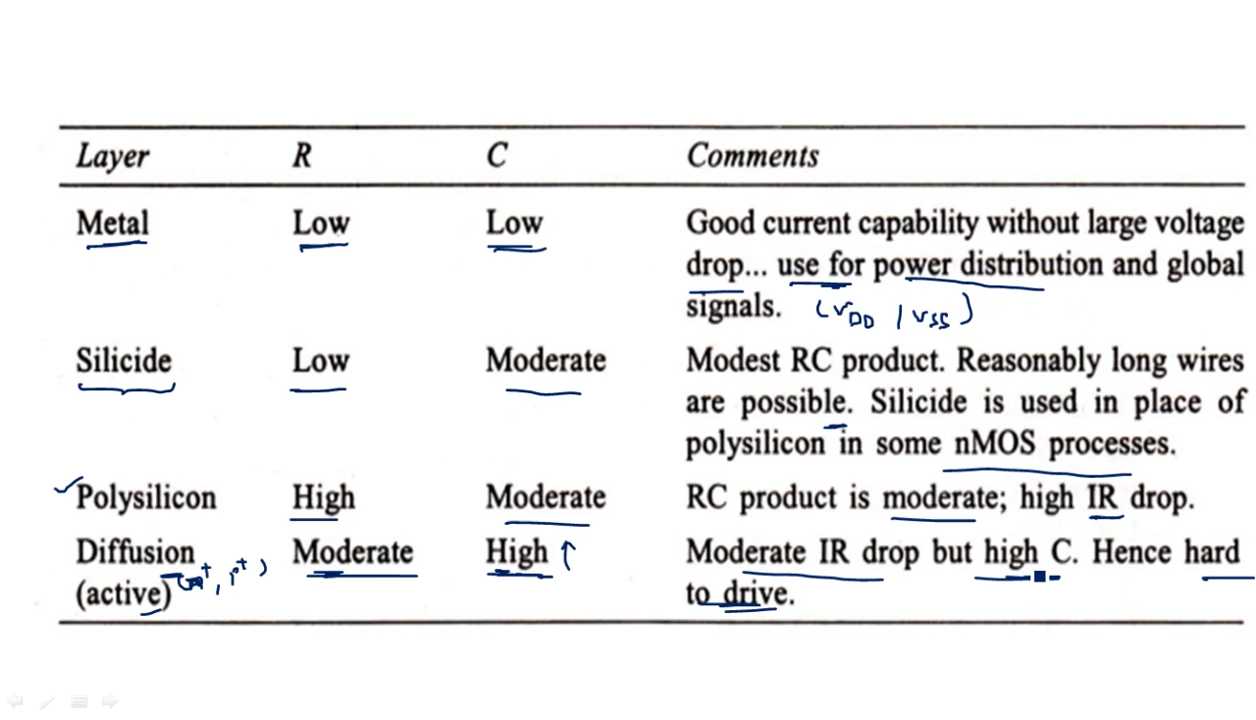 Layer R C Comments
Metal Low Low Good current capability without large voltage
drop... use for power distribution and global
signals. (VDD / VSS)
Silicide Low Moderate Modest RC product. Reasonably long wires
are possible. Silicide is used in place of
polysilicon in some nMOS processes.
Polysilicon High Moderate RC product is moderate; high IR drop.
Diffusion Moderate High ↑ Moderate IR drop but high C. Hence hard
(active) (n+, p+) to drive.